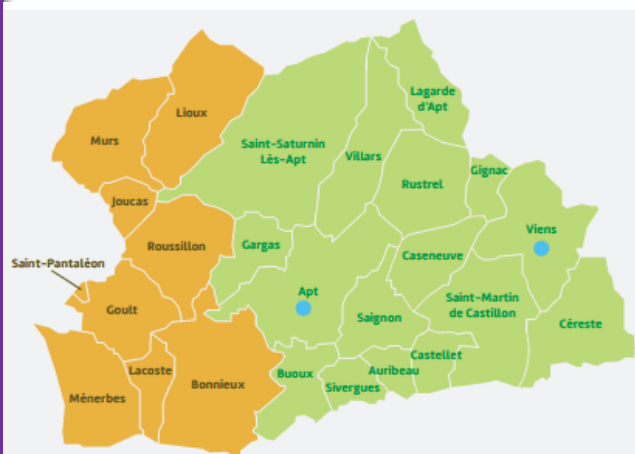 Lagarde
d'Apt
Lioux
Murs
Saint-Saturnin
Lès-Apt
Villars
Gignac
Rustrel
Joucas
Viens
Roussillon
Gargas
Caseneuve
Saint-Pantaléon
Apt
Saint-Martin
de Castillon
Goult
Saignon
Céreste
Castellet
Lacoste
Auribeau
Buoux
Bonnieux
Sivergues
Ménerbes